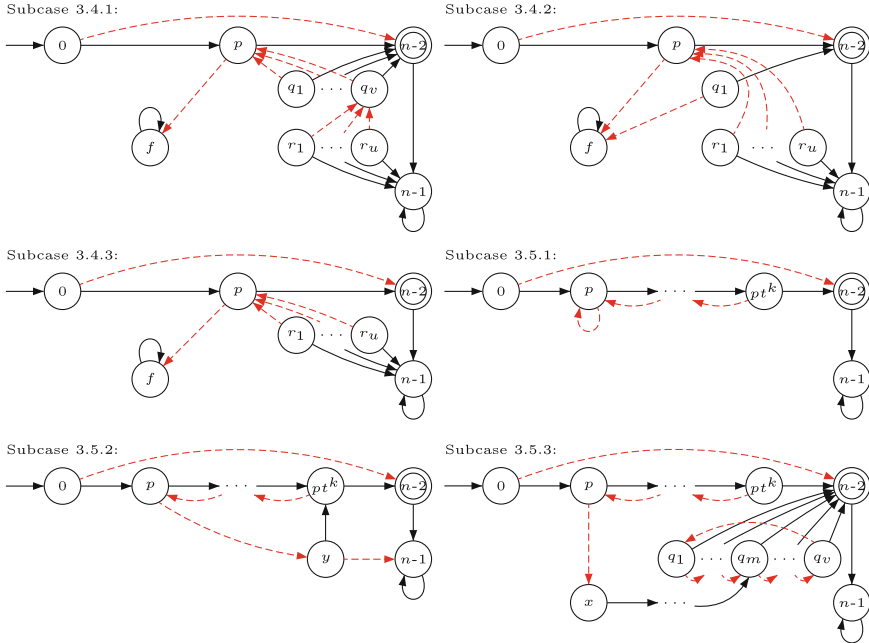 Subcase 3.4.1: Subcase 3.4.2:
0 p n-2 0 p n-2
q₁ ··· qᵥ q₁
f r₁ ··· rᵤ f r₁ ··· rᵤ
n-1 n-1
Subcase 3.4.3: Subcase 3.5.1:
0 p n-2 0 p ··· ptᵏ n-2
r₁ ··· rᵤ
f n-1 n-1
Subcase 3.5.2: Subcase 3.5.3:
0 p ··· ptᵏ n-2 0 p ··· ptᵏ n-2
y n-1 q₁ ··· qₘ ··· qᵥ
x ··· n-1